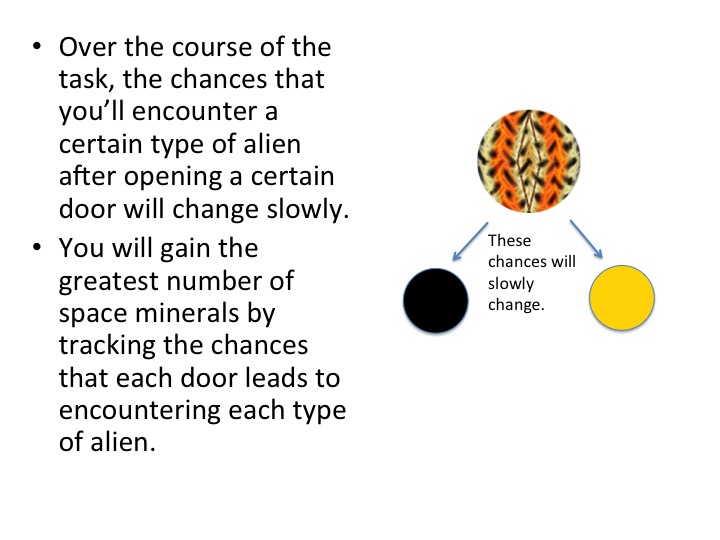 • Over the course of the
task, the chances that
you’ll encounter a
certain type of alien
after opening a certain
door will change slowly.
• You will gain the
greatest number of
space minerals by
tracking the chances
that each door leads to
encountering each type
of alien.
These
chances will
slowly
change.